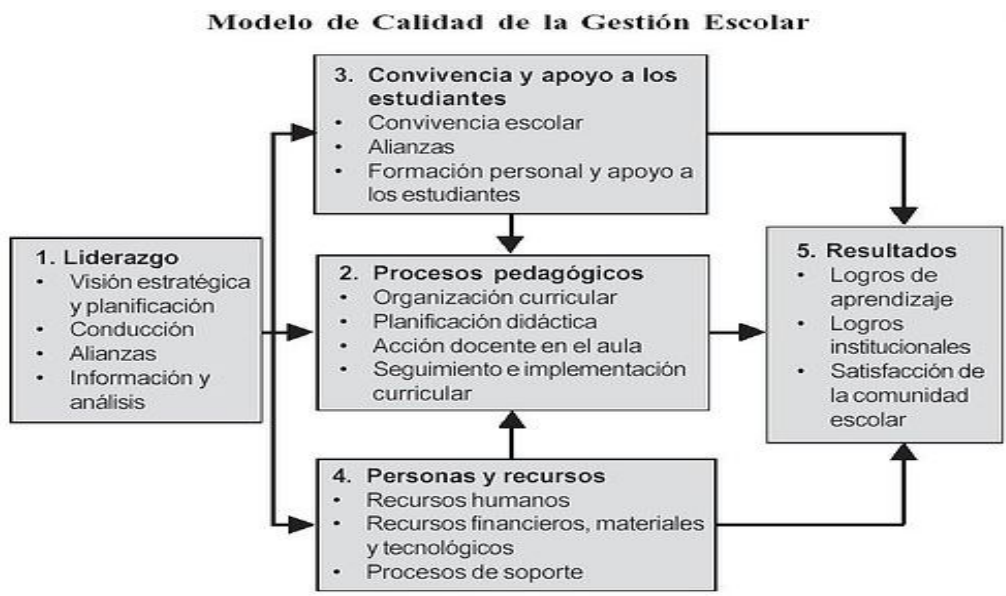 Modelo de Calidad de la Gestión Escolar
3. Convivencia y apoyo a los
estudiantes
• Convivencia escolar
• Alianzas
• Formación personal y apoyo a
los estudiantes
1. Liderazgo
• Visión estratégica
y planificación
• Conducción
• Alianzas
• Información y
análisis
2. Procesos pedagógicos
• Organización curricular
• Planificación didáctica
• Acción docente en el aula
• Seguimiento e implementación
curricular
5. Resultados
• Logros de
aprendizaje
• Logros
institucionales
• Satisfacción de
la comunidad
escolar
4. Personas y recursos
• Recursos humanos
• Recursos financieros, materiales
y tecnológicos
• Procesos de soporte